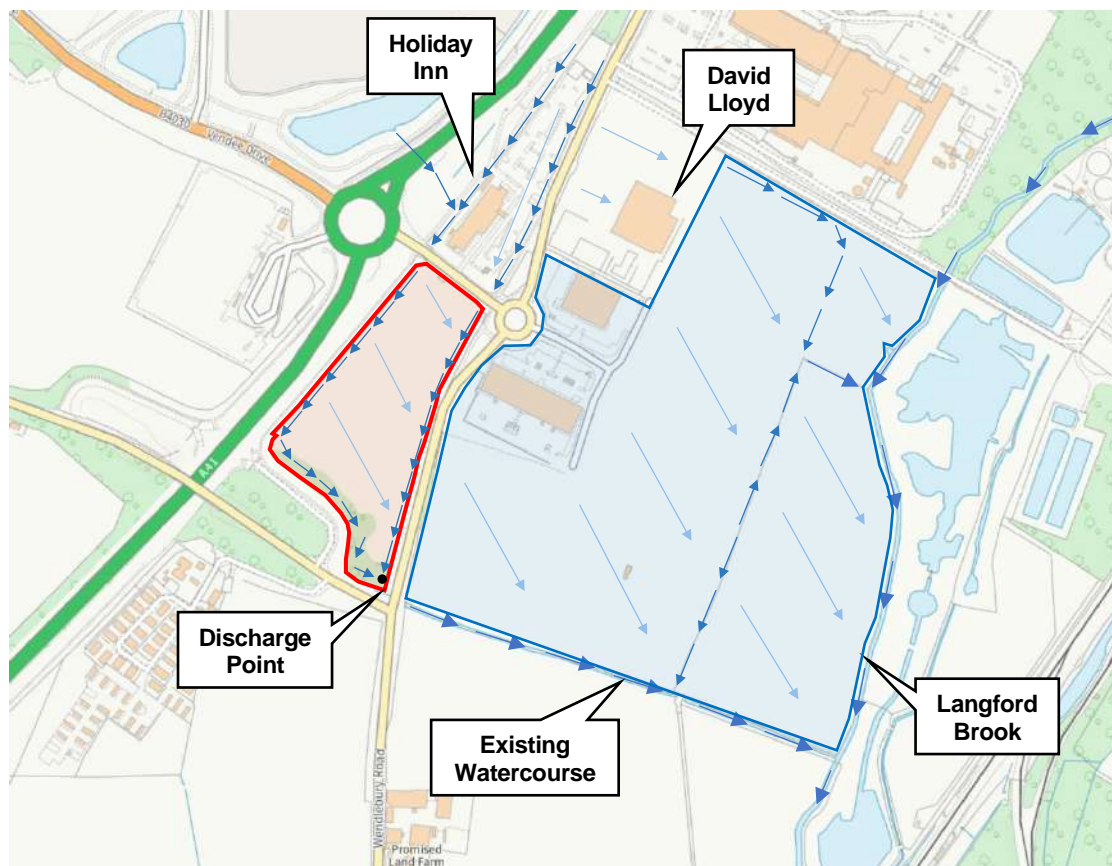 Holiday
Inn
David
Lloyd
B4030
Vendee Drive
A41
Discharge
Point
Existing
Watercourse
Langford
Brook
Wendlebury Road
Promised
Land Farm